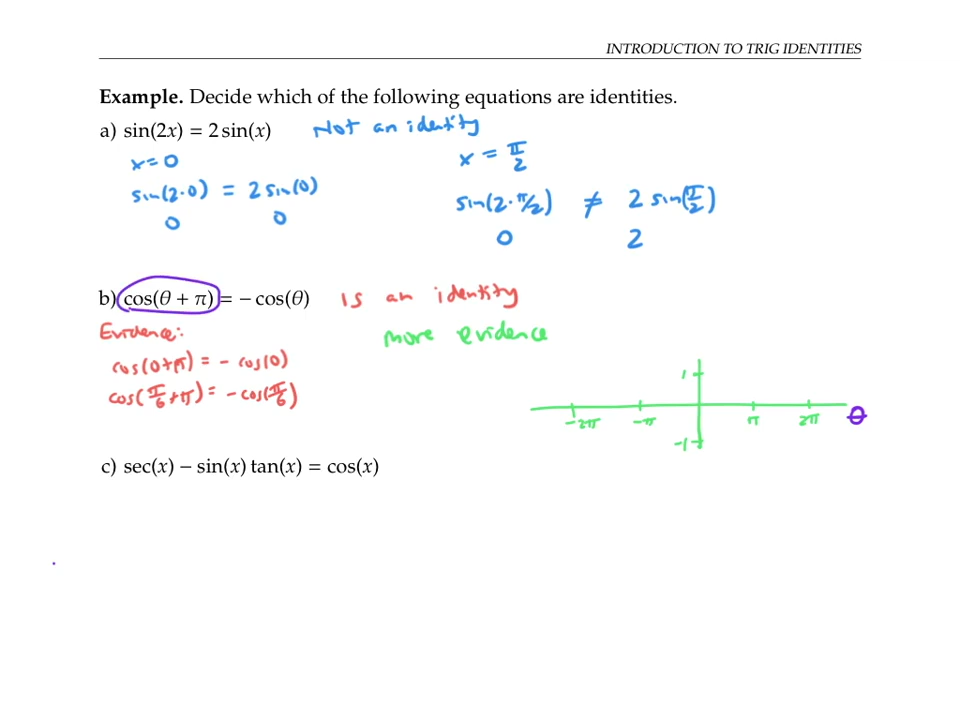 INTRODUCTION TO TRIG IDENTITIES
Example. Decide which of the following equations are identities.
a) sin(2x) = 2 sin(x) Not an identity
x = 0
x = π/2
sin(2·0) = 2 sin(0)
sin(2·π/2) ≠ 2 sin(π/2)
0 0
0 2
b) cos(θ + π) = − cos(θ) is an identity
Evidence:
more evidence
cos(0+π) = - cos(0)
cos(π/6+π) = - cos(π/6)
1
-2π -π π 2π θ
-1
c) sec(x) − sin(x) tan(x) = cos(x)